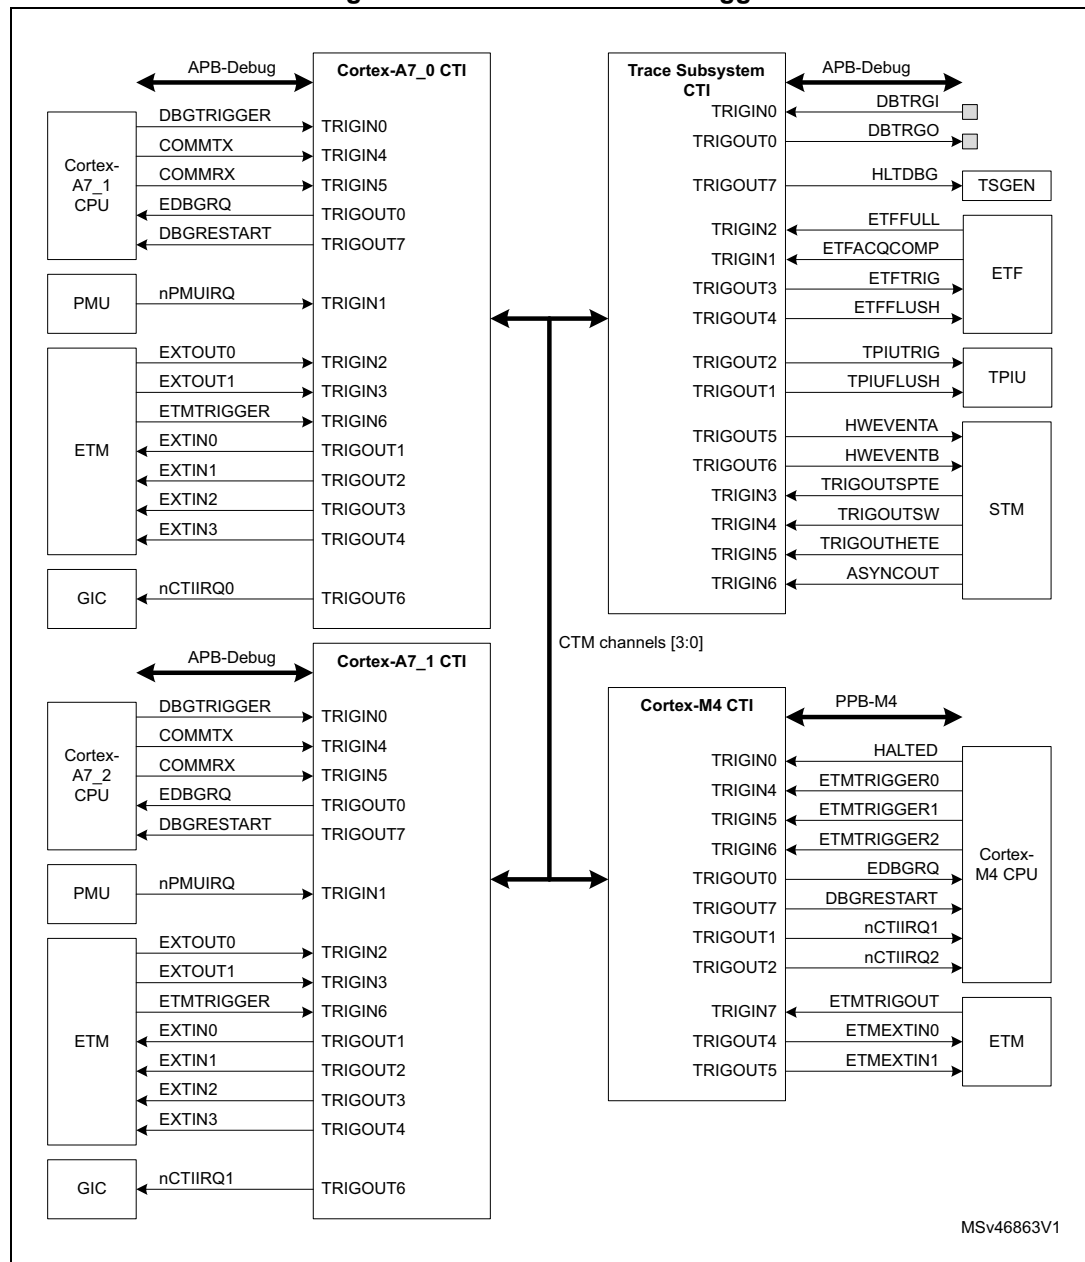 APB-Debug
Cortex-A7_0 CTI
Cortex-
A7_1
CPU
DBGTRIGGER
TRIGIN0
COMMTX
TRIGIN4
COMMRX
TRIGIN5
EDBGRQ
TRIGOUT0
DBGRESTART
TRIGOUT7
PMU
nPMUIRQ
TRIGIN1
ETM
EXTOUT0
TRIGIN2
EXTOUT1
TRIGIN3
ETMTRIGGER
TRIGIN6
EXTIN0
TRIGOUT1
EXTIN1
TRIGOUT2
EXTIN2
TRIGOUT3
EXTIN3
TRIGOUT4
GIC
nCTIIRQ0
TRIGOUT6
Trace Subsystem
CTI
APB-Debug
TRIGIN0
DBTRGI
TRIGOUT0
DBTRGO
TRIGOUT7
HLTDBG
TSGEN
TRIGIN2
ETFFULL
TRIGIN1
ETFACQCOMP
TRIGOUT3
ETFTRIG
TRIGOUT4
ETFFLUSH
ETF
TRIGOUT2
TPIUTRIG
TRIGOUT1
TPIUFLUSH
TPIU
TRIGOUT5
HWEVENTA
TRIGOUT6
HWEVENTB
TRIGIN3
TRIGOUTSPTE
TRIGIN4
TRIGOUTSW
TRIGIN5
TRIGOUTHETE
TRIGIN6
ASYNCOUT
STM
CTM channels [3:0]
APB-Debug
Cortex-A7_1 CTI
Cortex-
A7_2
CPU
DBGTRIGGER
TRIGIN0
COMMTX
TRIGIN4
COMMRX
TRIGIN5
EDBGRQ
TRIGOUT0
DBGRESTART
TRIGOUT7
PMU
nPMUIRQ
TRIGIN1
ETM
EXTOUT0
TRIGIN2
EXTOUT1
TRIGIN3
ETMTRIGGER
TRIGIN6
EXTIN0
TRIGOUT1
EXTIN1
TRIGOUT2
EXTIN2
TRIGOUT3
EXTIN3
TRIGOUT4
GIC
nCTIIRQ1
TRIGOUT6
Cortex-M4 CTI
PPB-M4
TRIGIN0
HALTED
TRIGIN4
ETMTRIGGER0
TRIGIN5
ETMTRIGGER1
TRIGIN6
ETMTRIGGER2
TRIGOUT0
EDBGRQ
TRIGOUT7
DBGRESTART
TRIGOUT1
nCTIIRQ1
TRIGOUT2
nCTIIRQ2
Cortex-
M4 CPU
TRIGIN7
ETMTRIGOUT
TRIGOUT4
ETMEXTIN0
TRIGOUT5
ETMEXTIN1
ETM
MSv46863V1